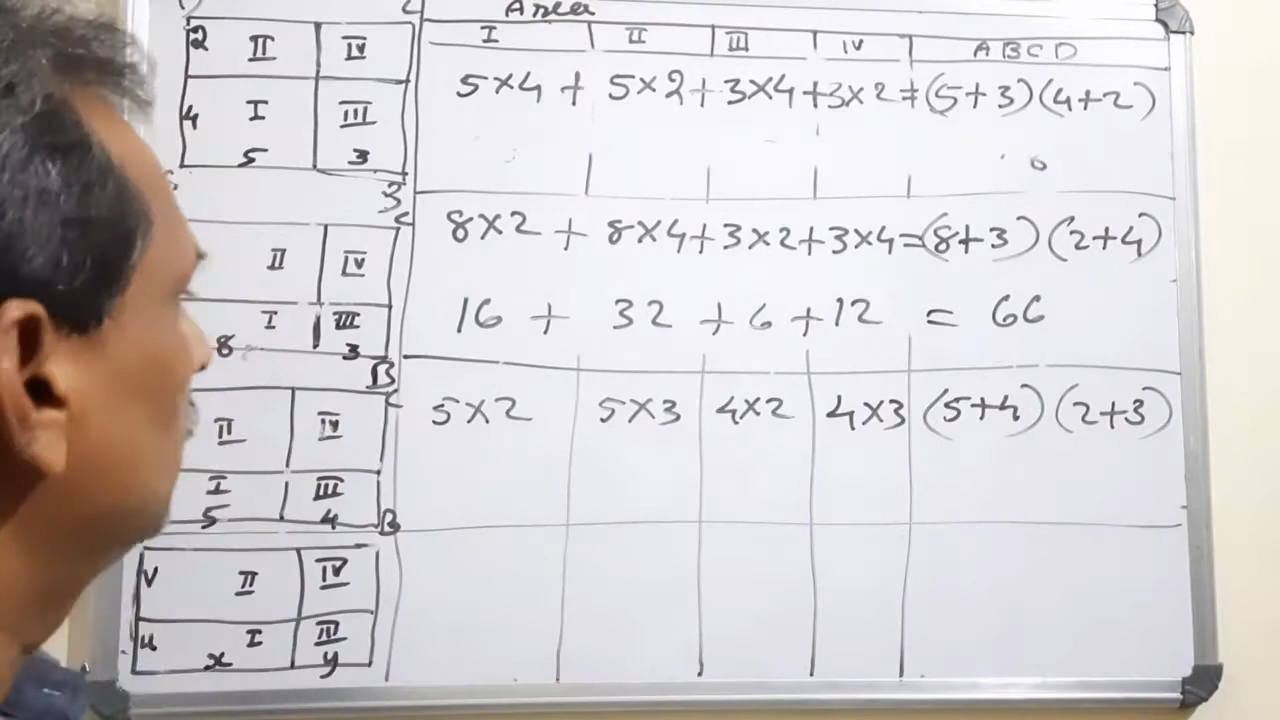 Area
I II III IV ABCD
2 II IV
4 I III
5 3
5×4 + 5×2 + 3×4 + 3×2 = (5+3)(4+2)
B
C
II IV
I III
8 3
B
8×2 + 8×4 + 3×2 + 3×4 = (8+3)(2+4)
16 + 32 + 6 + 12 = 66
C
II IV
I III
5 4
B
5×2 5×3 4×2 4×3 (5+4)(2+3)
v II IV
u I III
x y